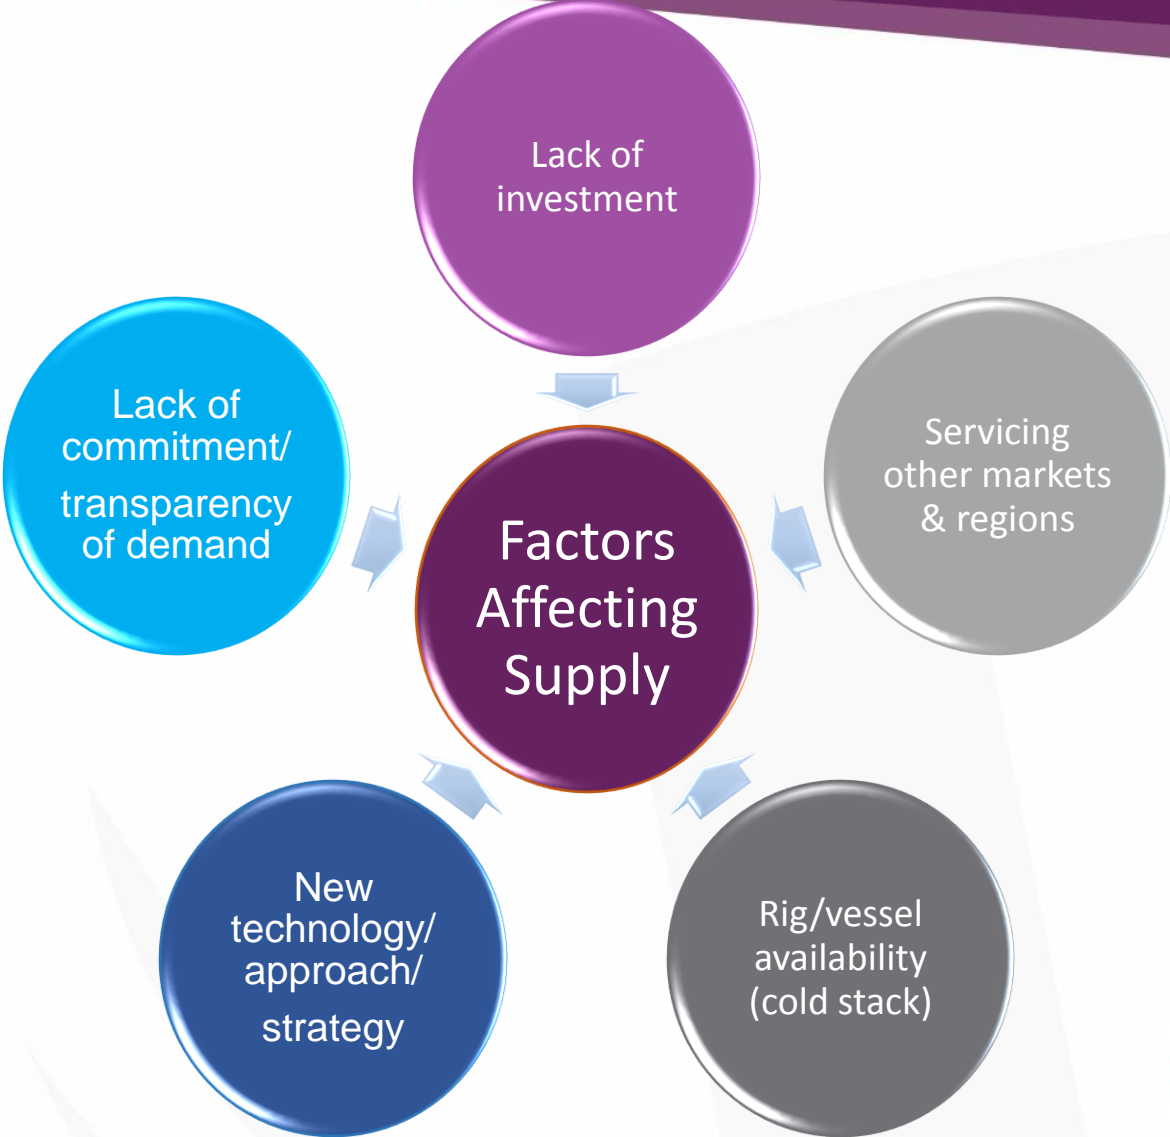 Lack of
investment
Servicing
other markets
& regions
Rig/vessel
availability
(cold stack)
New
technology/
approach/
strategy
Lack of
commitment/
transparency
of demand
Factors
Affecting
Supply